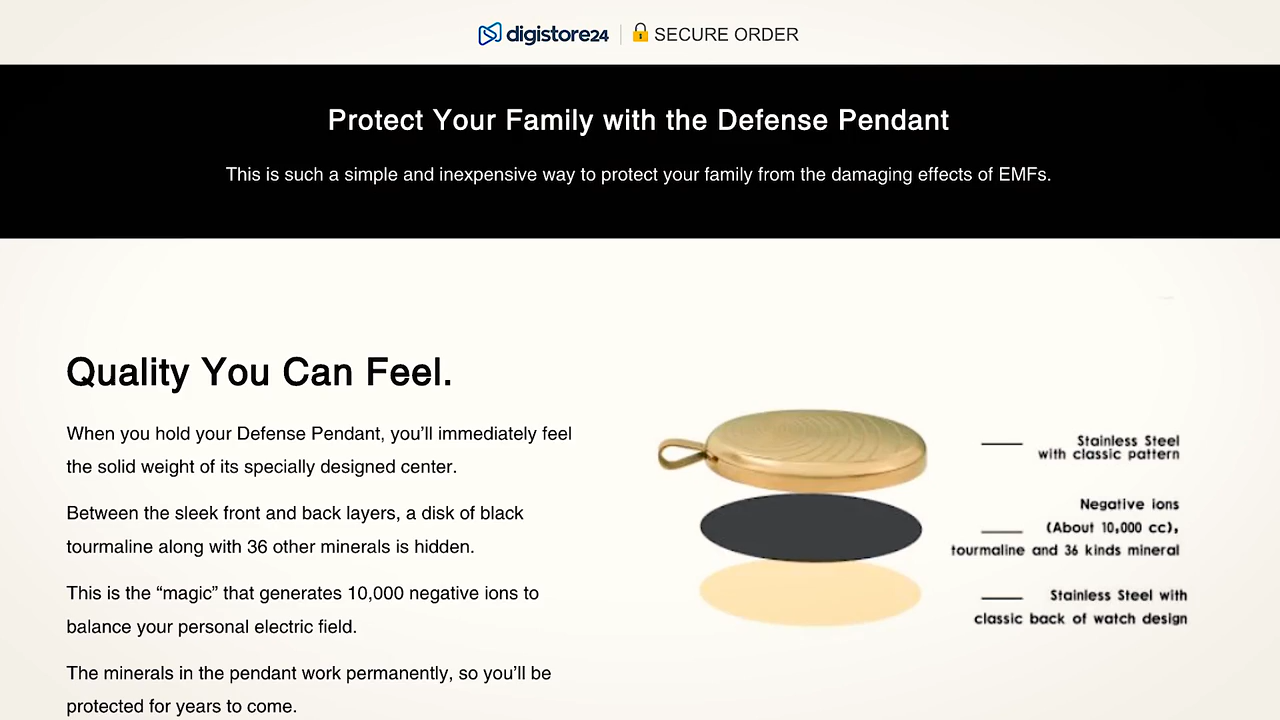 digistore24 SECURE ORDER
Protect Your Family with the Defense Pendant
This is such a simple and inexpensive way to protect your family from the damaging effects of EMFs.
Quality You Can Feel.
When you hold your Defense Pendant, you’ll immediately feel
the solid weight of its specially designed center.
Between the sleek front and back layers, a disk of black
tourmaline along with 36 other minerals is hidden.
This is the “magic” that generates 10,000 negative ions to
balance your personal electric field.
The minerals in the pendant work permanently, so you’ll be
protected for years to come.
Stainless Steel
with classic pattern
Negative ions
(About 10,000 cc),
tourmaline and 36 kinds mineral
Stainless Steel with
classic back of watch design